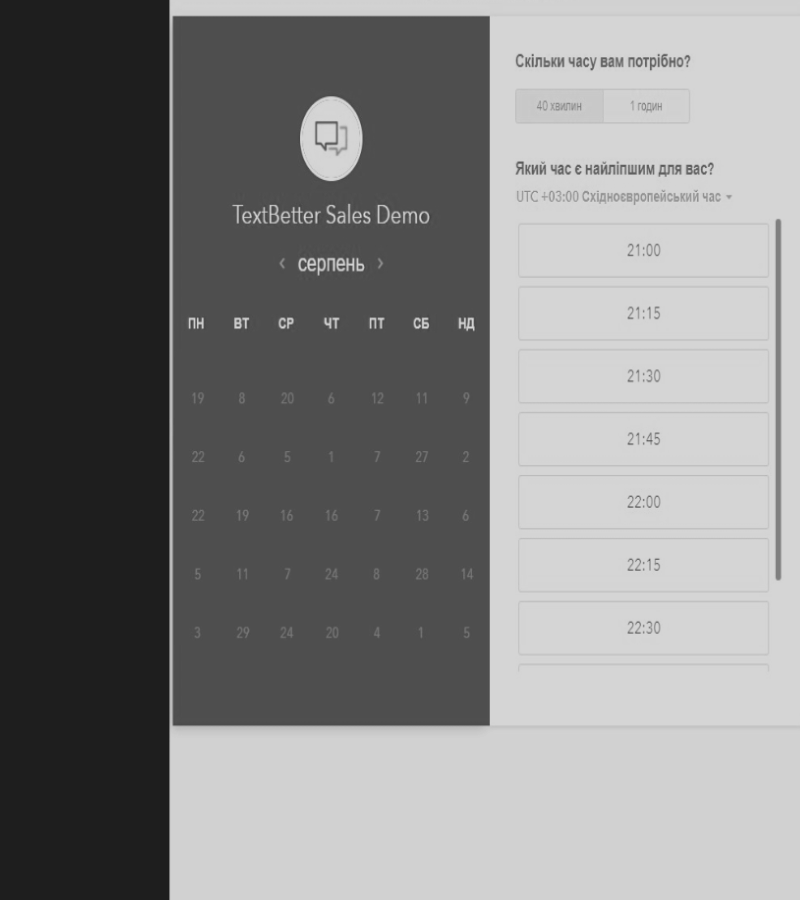 TextBetter Sales Demo
‹ серпень ›
ПН ВТ СР ЧТ ПТ СБ НД
19 8 20 6 12 11 9
22 6 5 1 7 27 2
22 19 16 16 7 13 6
5 11 7 24 8 28 14
3 29 24 20 4 1 5
Скільки часу вам потрібно?
40 хвилин 1 годин
Який час є найліпшим для вас?
UTC +03:00 Східноєвропейський час
21:00
21:15
21:30
21:45
22:00
22:15
22:30